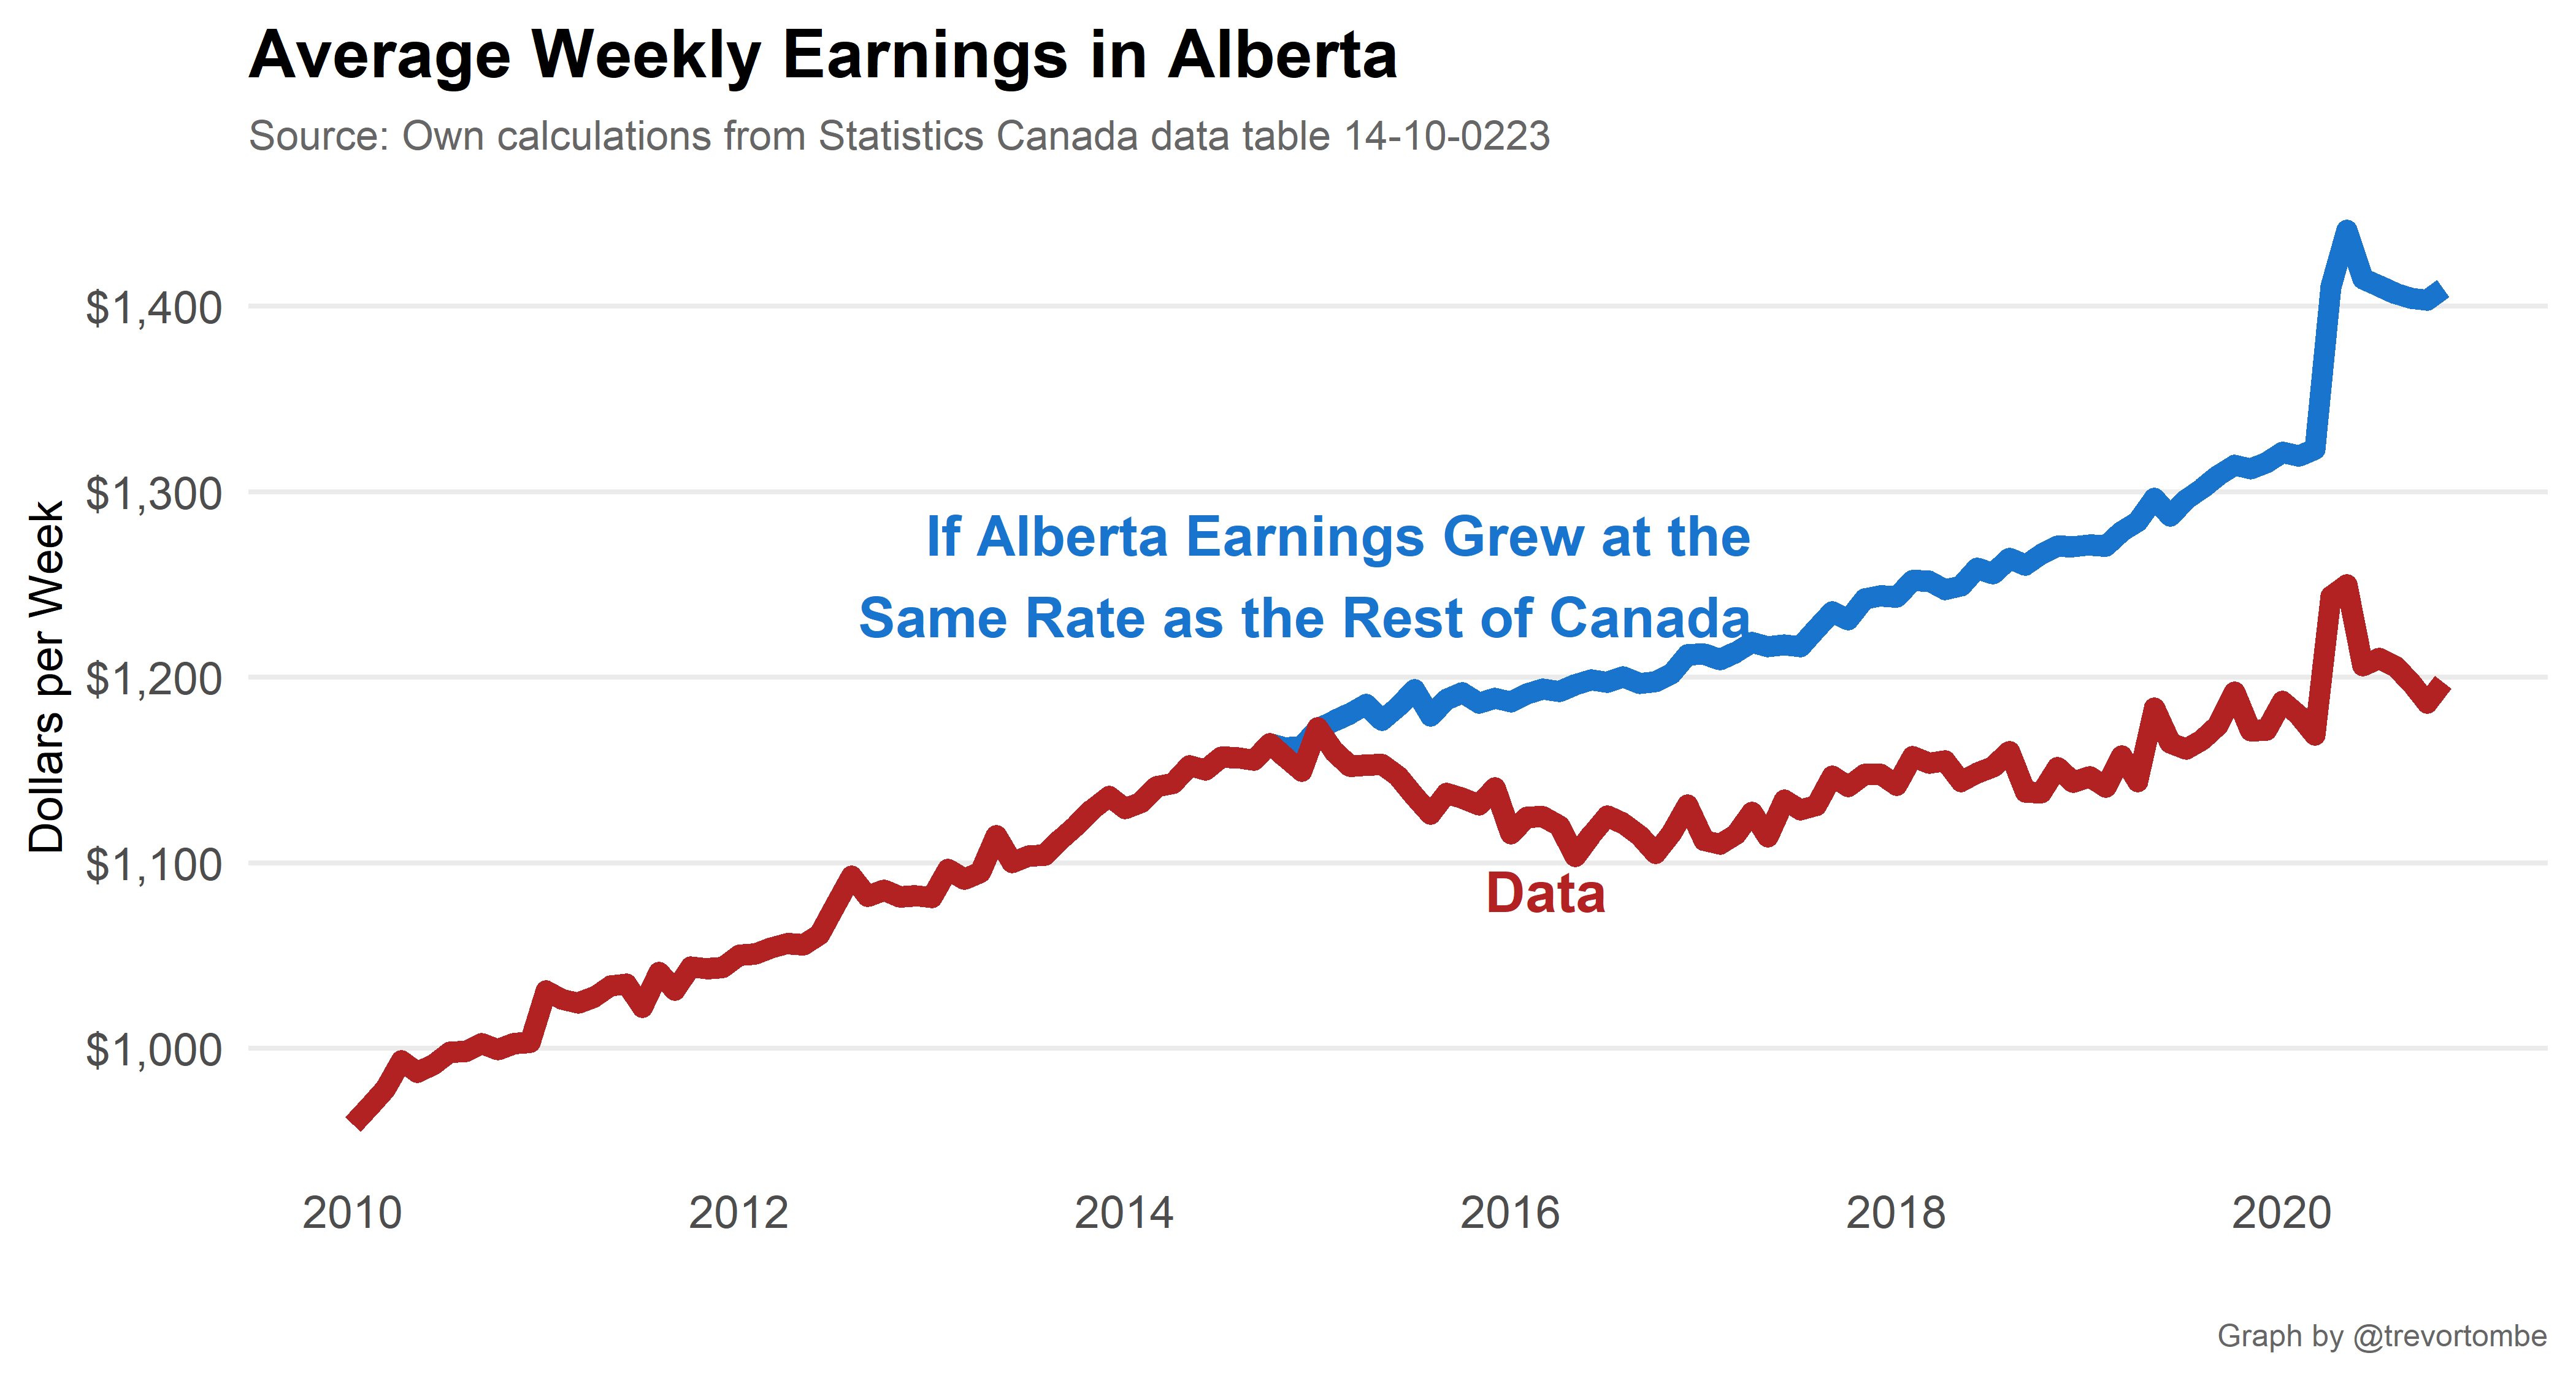 Average Weekly Earnings in Alberta
Source: Own calculations from Statistics Canada data table 14-10-0223
Dollars per Week
$1,400
$1,300
$1,200
$1,100
$1,000
If Alberta Earnings Grew at the
Same Rate as the Rest of Canada
Data
2010
2012
2014
2016
2018
2020
Graph by @trevortombe